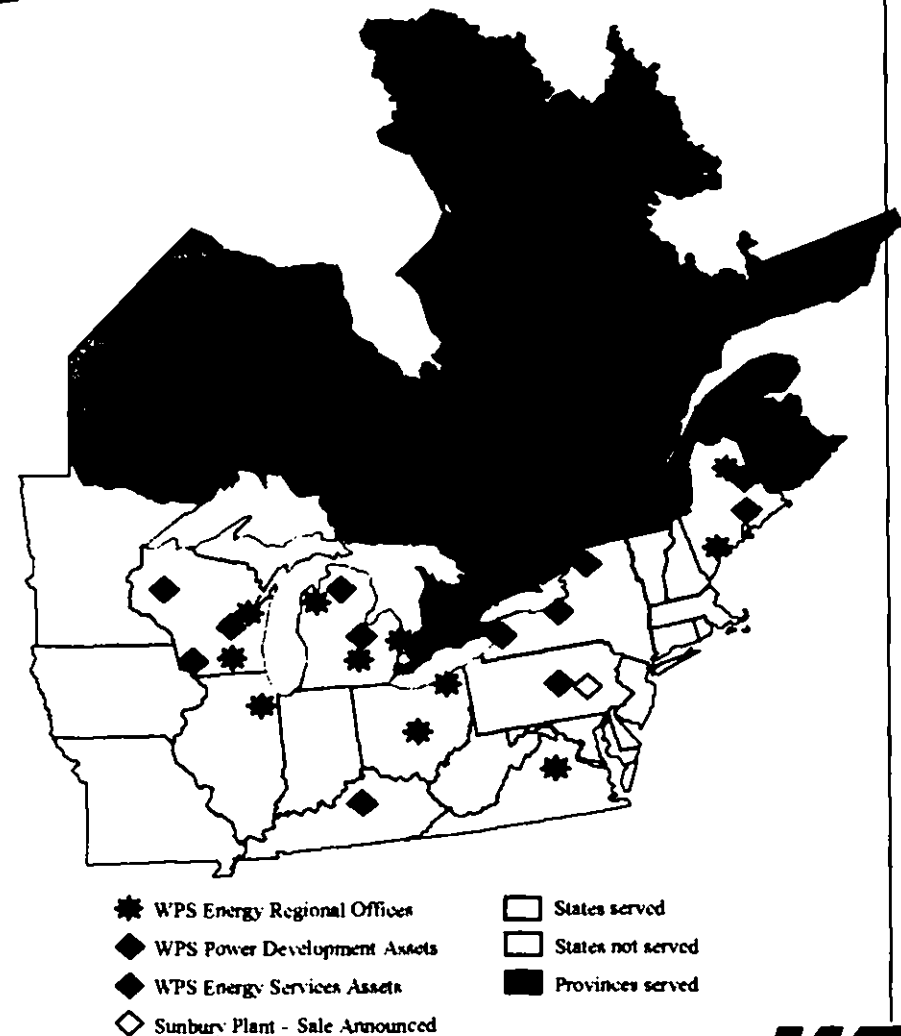 WPS Energy Regional Offices
WPS Power Development Assets
WPS Energy Services Assets
Sunbury Plant - Sale Announced
States served
States not served
Provinces served